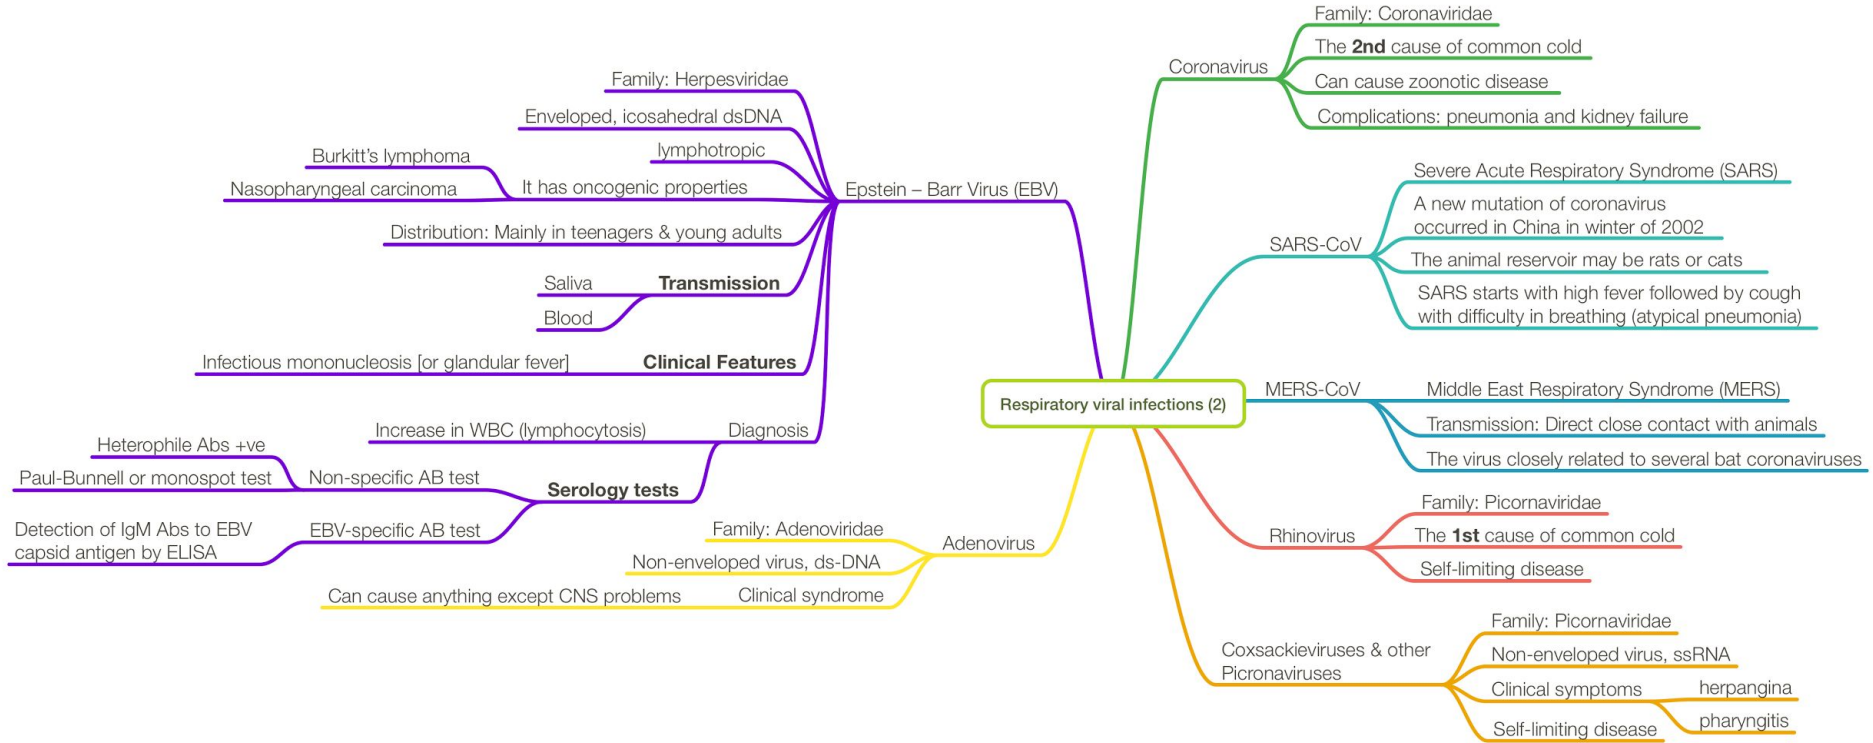 Respiratory viral infections (2)
Coronavirus
Family: Coronaviridae
The 2nd cause of common cold
Can cause zoonotic disease
Complications: pneumonia and kidney failure
SARS-CoV
Severe Acute Respiratory Syndrome (SARS)
A new mutation of coronavirus
occurred in China in winter of 2002
The animal reservoir may be rats or cats
SARS starts with high fever followed by cough
with difficulty in breathing (atypical pneumonia)
MERS-CoV
Middle East Respiratory Syndrome (MERS)
Transmission: Direct close contact with animals
The virus closely related to several bat coronaviruses
Rhinovirus
Family: Picornaviridae
The 1st cause of common cold
Self-limiting disease
Coxsackieviruses & other
Picronaviruses
Family: Picornaviridae
Non-enveloped virus, ssRNA
Clinical symptoms
herpangina
pharyngitis
Self-limiting disease
Epstein – Barr Virus (EBV)
Family: Herpesviridae
Enveloped, icosahedral dsDNA
lymphotropic
It has oncogenic properties
Burkitt's lymphoma
Nasopharyngeal carcinoma
Distribution: Mainly in teenagers & young adults
Transmission
Saliva
Blood
Clinical Features
Infectious mononucleosis [or glandular fever]
Diagnosis
Increase in WBC (lymphocytosis)
Serology tests
Non-specific AB test
Heterophile Abs +ve
Paul-Bunnell or monospot test
EBV-specific AB test
Detection of IgM Abs to EBV
capsid antigen by ELISA
Adenovirus
Family: Adenoviridae
Non-enveloped virus, ds-DNA
Clinical syndrome
Can cause anything except CNS problems